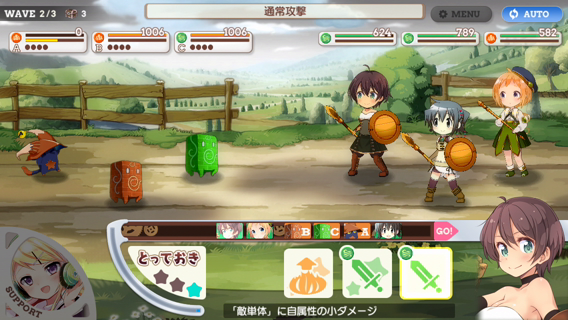 WAVE 2/3
3
通常攻撃
MENU
AUTO
0
A
1006
B
1006
C
624
789
582
B
C
A
GO!
とっておき
SUPPORT
「敵単体」に自属性の小ダメージ